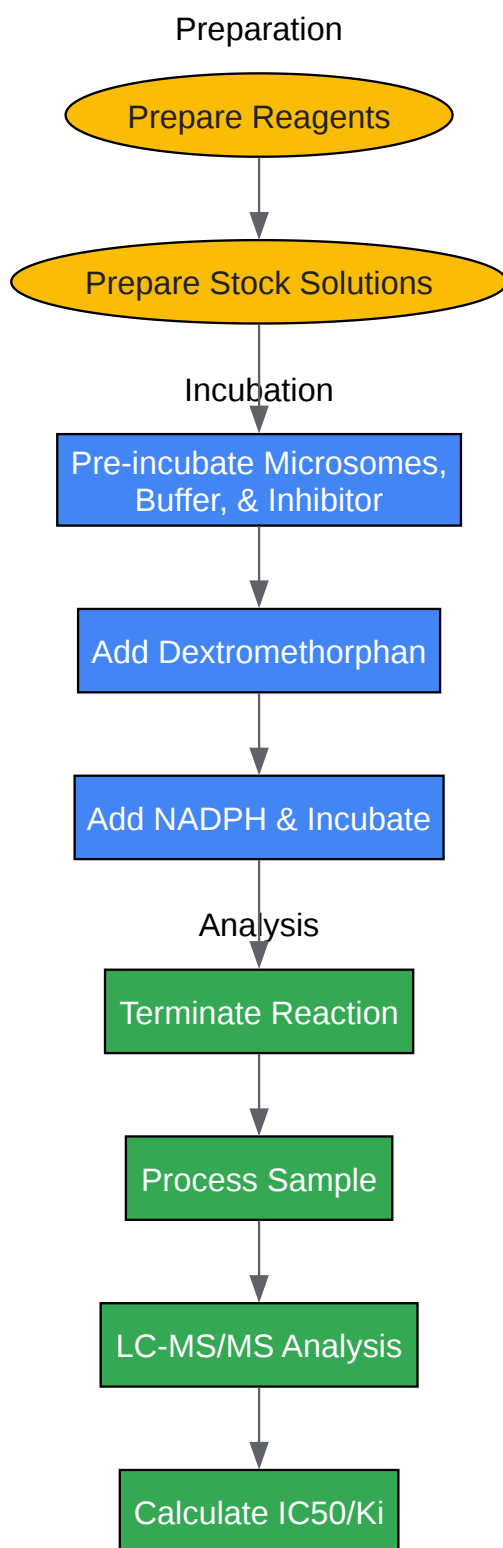 Preparation
Prepare Reagents
Prepare Stock Solutions
Incubation
Pre-incubate Microsomes,
Buffer, & Inhibitor
Add Dextromethorphan
Add NADPH & Incubate
Analysis
Terminate Reaction
Process Sample
LC-MS/MS Analysis
Calculate IC50/Ki